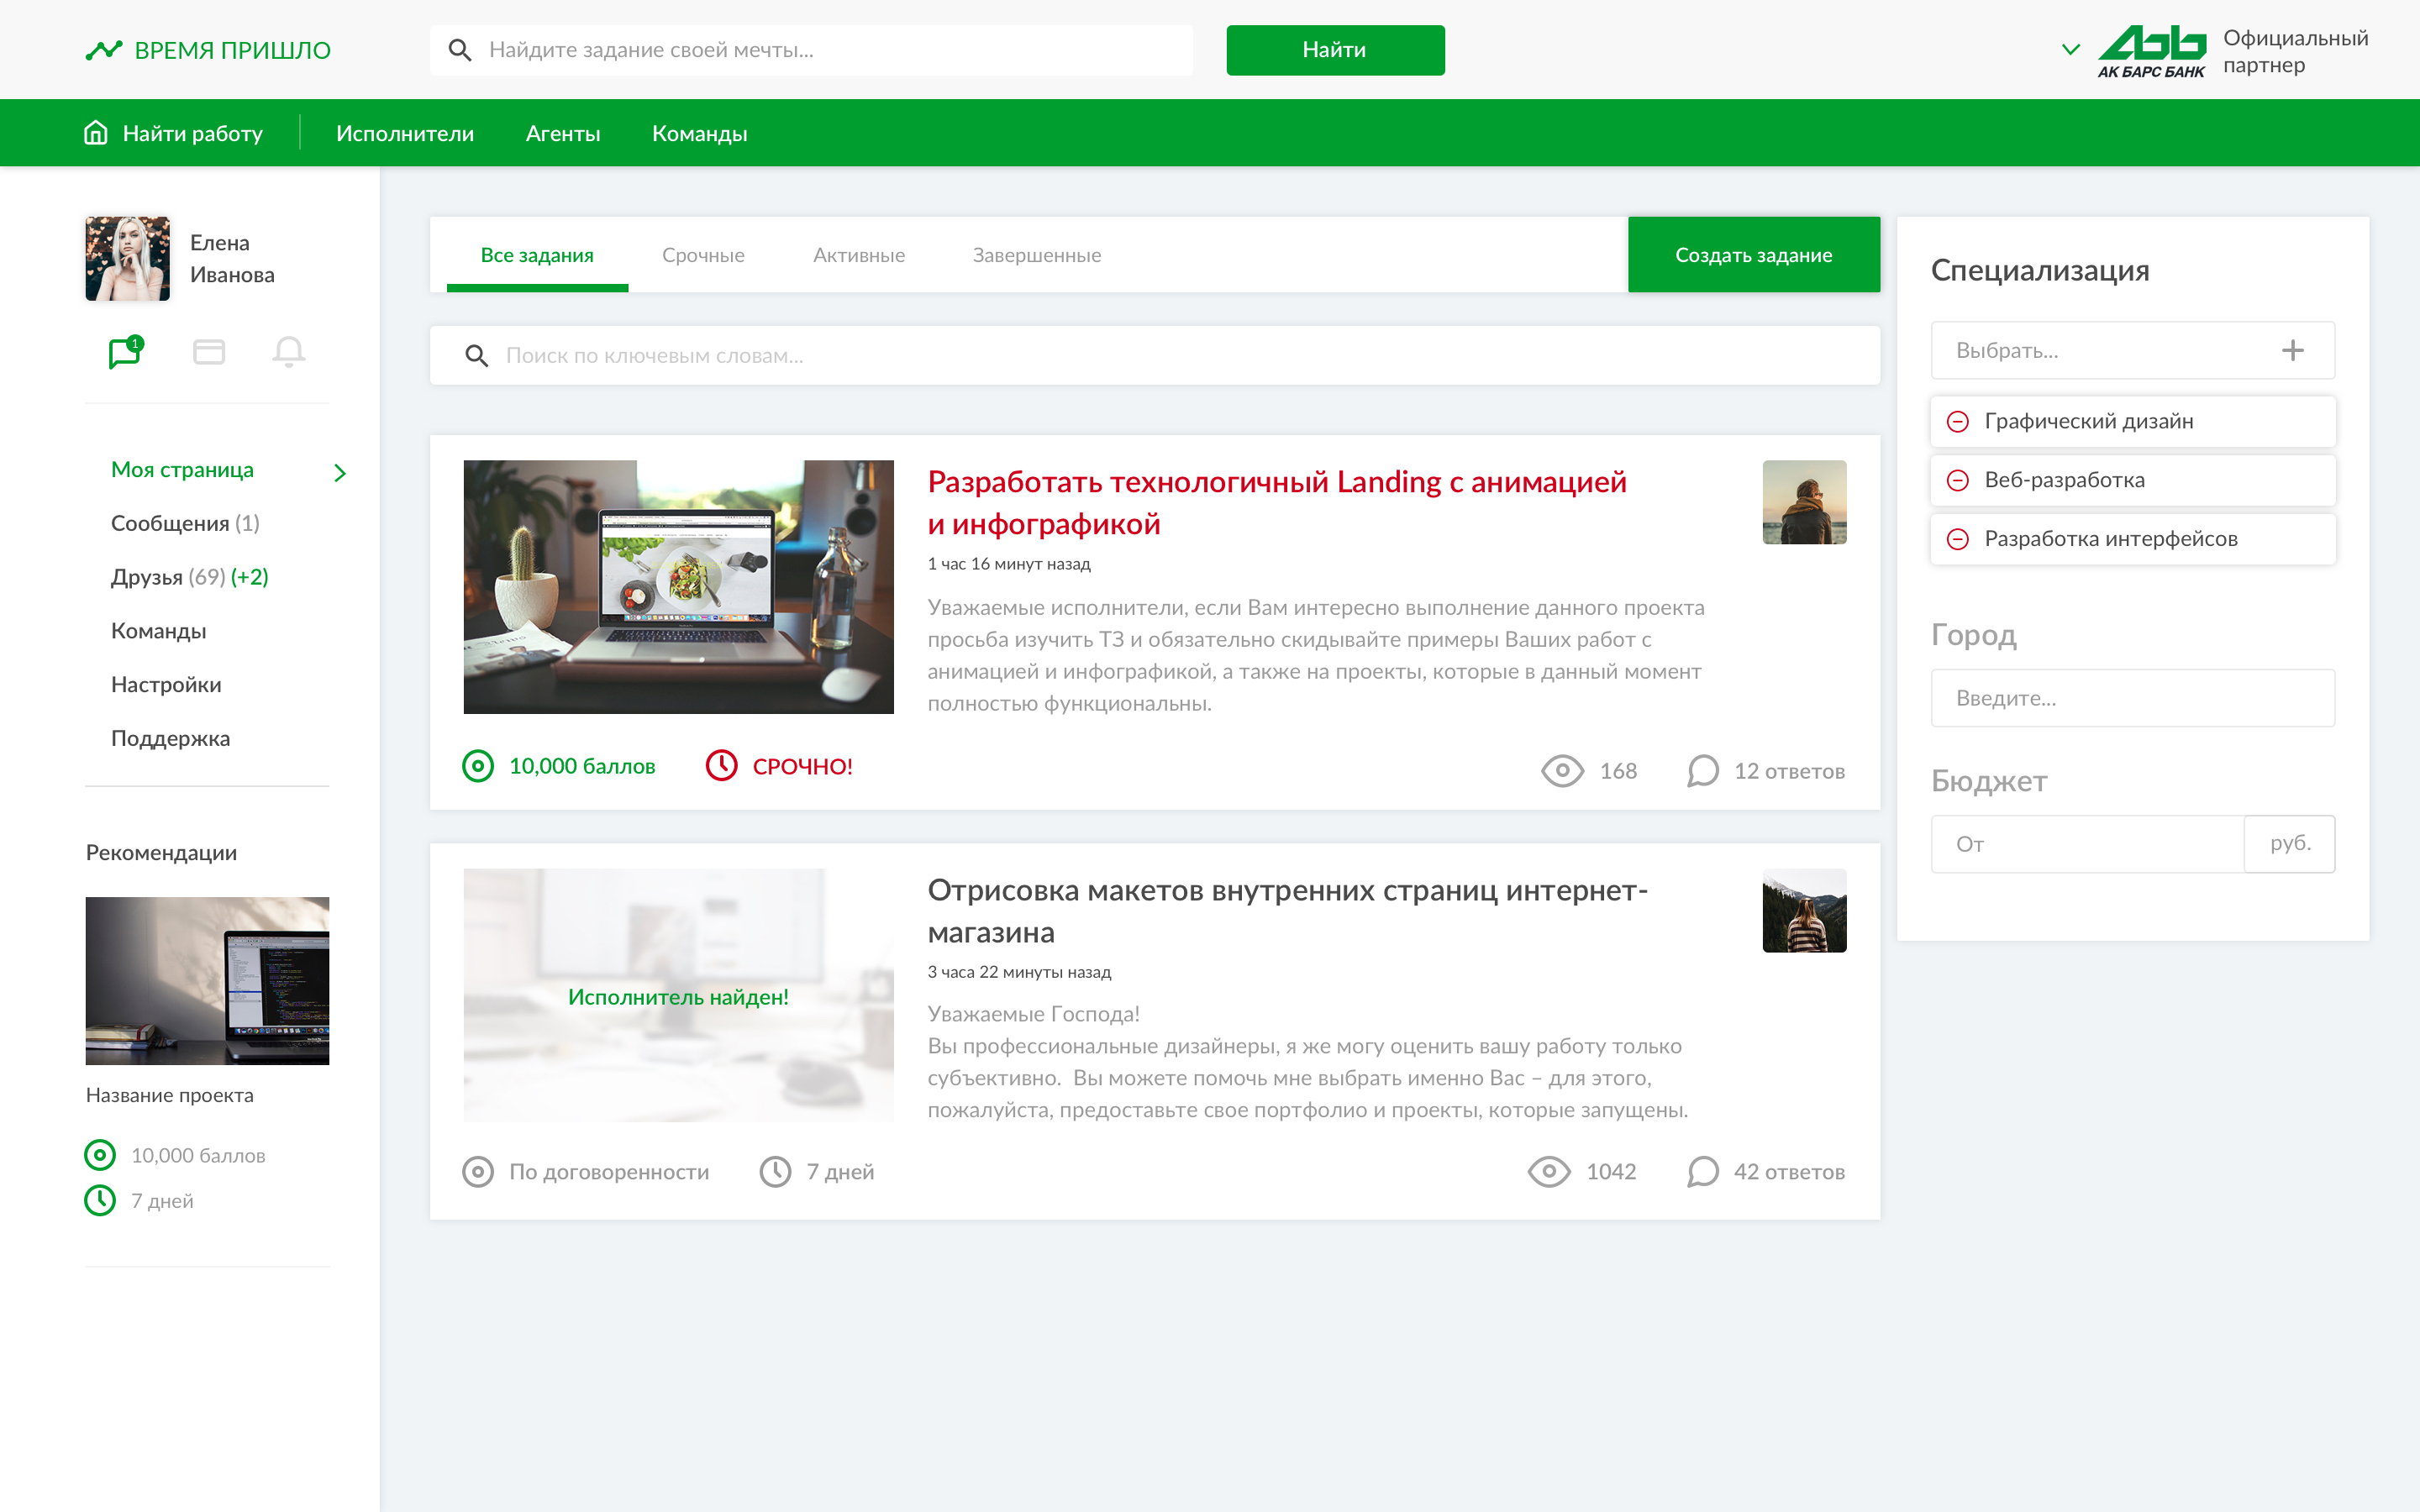 ВРЕМЯ ПРИШЛО
Найдите задание своей мечты...
Найти
АК БАРС БАНК
Официальный
партнер
Найти работу
Исполнители
Агенты
Команды
Елена
Иванова
1
Моя страница
Сообщения (1)
Друзья (69) (+2)
Команды
Настройки
Поддержка
Рекомендации
Название проекта
10,000 баллов
7 дней
Все задания
Срочные
Активные
Завершенные
Создать задание
Поиск по ключевым словам...
Разработать технологичный Landing с анимацией
и инфографикой
1 час 16 минут назад
Уважаемые исполнители, если Вам интересно выполнение данного проекта
просьба изучить ТЗ и обязательно скидывайте примеры Ваших работ с
анимацией и инфографикой, а также на проекты, которые в данный момент
полностью функциональны.
10,000 баллов
СРОЧНО!
168
12 ответов
Исполнитель найден!
Отрисовка макетов внутренних страниц интернет-
магазина
3 часа 22 минуты назад
Уважаемые Господа!
Вы профессиональные дизайнеры, я же могу оценить вашу работу только
субъективно.  Вы можете помочь мне выбрать именно Вас – для этого,
пожалуйста, предоставьте свое портфолио и проекты, которые запущены.
По договоренности
7 дней
1042
42 ответов
Специализация
Выбрать...
Графический дизайн
Веб-разработка
Разработка интерфейсов
Город
Введите...
Бюджет
От
руб.